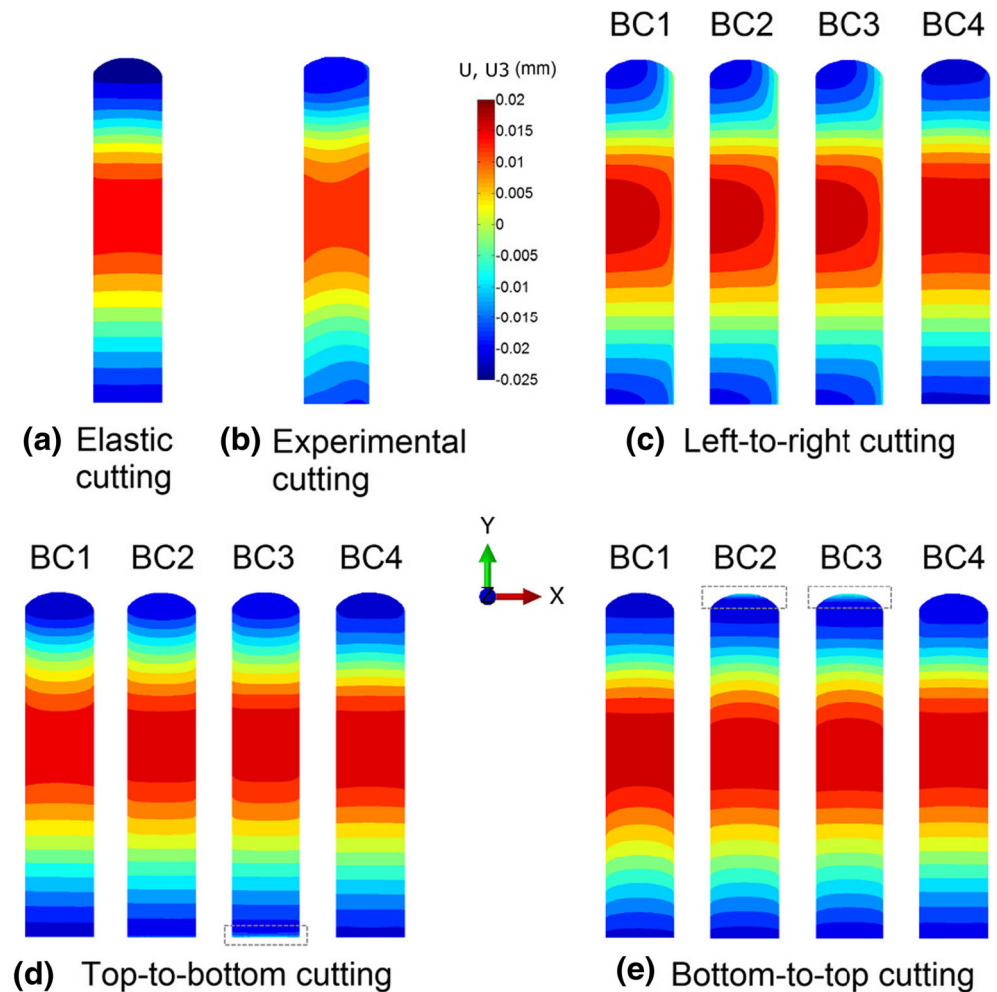 BC1 BC2 BC3 BC4
U, U3 (mm)
0.02
0.015
0.01
0.005
0
-0.005
-0.01
-0.015
-0.02
-0.025
(a) Elastic cutting
(b) Experimental cutting
(c) Left-to-right cutting
BC1 BC2 BC3 BC4
Y
Z
X
BC1 BC2 BC3 BC4
(d) Top-to-bottom cutting
(e) Bottom-to-top cutting